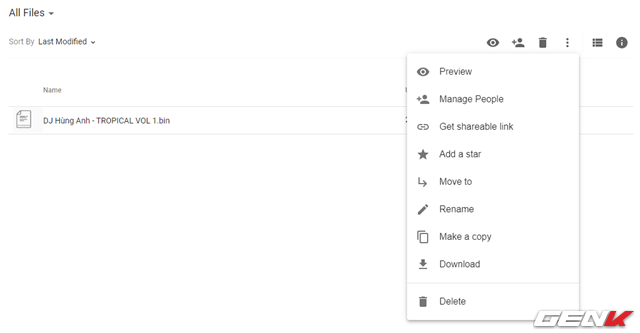 All Files
Sort By Last Modified
Preview
Name
Manage People
DJ Hùng Anh - TROPICAL VOL 1.bin
Get shareable link
Add a star
Move to
Rename
Make a copy
Download
Delete
GENK